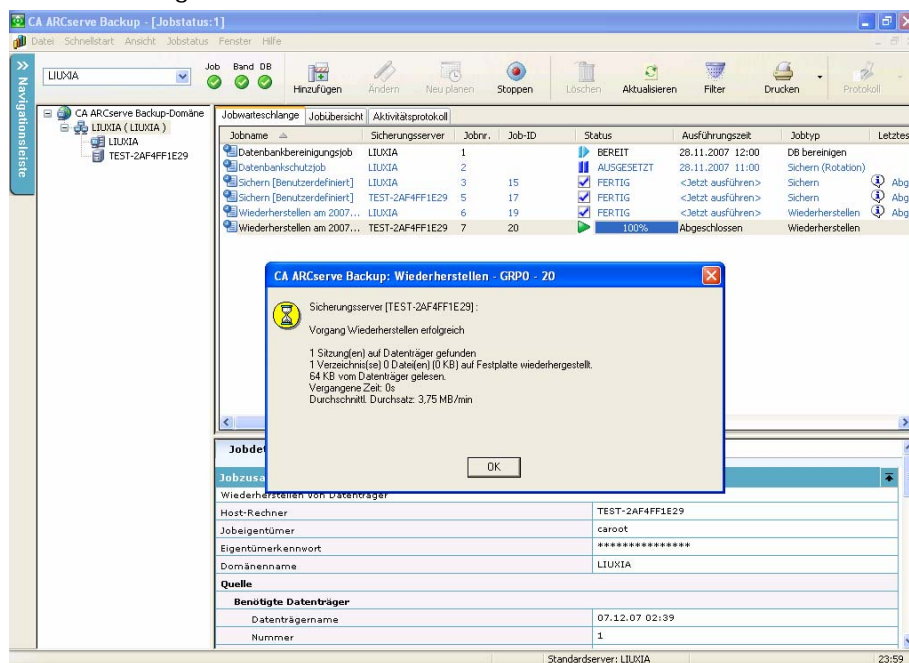 CA ARCserve Backup - [Jobstatus:1]
Datei Schnellstart Ansicht Jobstatus Fenster Hilfe
LIUXIA
Job Band DB
Hinzufügen Ändern Neu planen Stoppen Löschen Aktualisieren Filter Drucken Protokoll
Navigationsleiste
CA ARCserve Backup-Domäne
LIUXIA ( LIUXIA )
LIUXIA
TEST-2AF4FF1E29
Jobwarteschlange Jobübersicht Aktivitätsprotokoll
Jobname Sicherungsserver Jobnr. Job-ID Status Ausführungszeit Jobtyp Letztes
Datenbankbereinigungsjob LIUXIA 1 BEREIT 28.11.2007 12:00 DB bereinigen
Datenbankschutzjob LIUXIA 2 AUSGESETZT 28.11.2007 11:00 Sichern (Rotation)
Sichern [Benutzerdefiniert] LIUXIA 3 15 FERTIG <Jetzt ausführen> Sichern Abg
Sichern [Benutzerdefiniert] TEST-2AF4FF1E29 5 17 FERTIG <Jetzt ausführen> Sichern Abg
Wiederherstellen am 2007... LIUXIA 6 19 FERTIG <Jetzt ausführen> Wiederherstellen Abg
Wiederherstellen am 2007... TEST-2AF4FF1E29 7 20 100% Abgeschlossen Wiederherstellen
CA ARCserve Backup: Wiederherstellen - GRP0 - 20
Sicherungsserver [TEST-2AF4FF1E29] :
Vorgang Wiederherstellen erfolgreich
1 Sitzung(en) auf Datenträger gefunden
1 Verzeichnis(se) 0 Datei(en) (0 KB) auf Festplatte wiederhergestellt.
64 KB vom Datenträger gelesen.
Vergangene Zeit: 0s
Durchschnittl. Durchsatz: 3,75 MB/min
OK
Jobdet
Jobzusa
Wiederherstellen von Datenträger
Host-Rechner TEST-2AF4FF1E29
Jobeigentümer caroot
Eigentümerkennwort ***************
Domänenname LIUXIA
Quelle
Benötigte Datenträger
Datenträgername 07.12.07 02:39
Nummer 1
Standardserver: LIUXIA 23:59